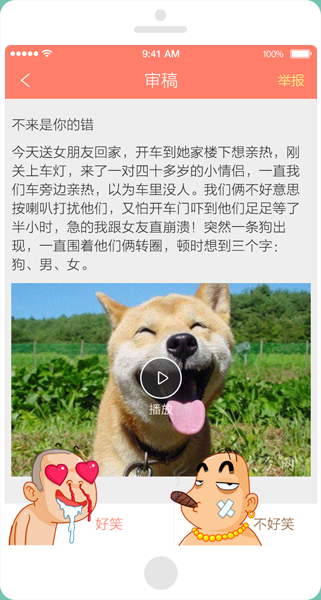 9:41 AM
100%
审稿
举报
不来是你的错
今天送女朋友回家，开车到她家楼下想亲热，刚
关上车灯，来了一对四十多岁的小情侣，一直我
们车旁边亲热，以为车里没人。我们俩不好意思
按喇叭打扰他们，又怕开车门吓到他们足足等了
半小时，急的我跟女友直崩溃！突然一条狗出
现，一直围着他们俩转圈，顿时想到三个字：
狗、男、女。
播放
好笑
不好笑